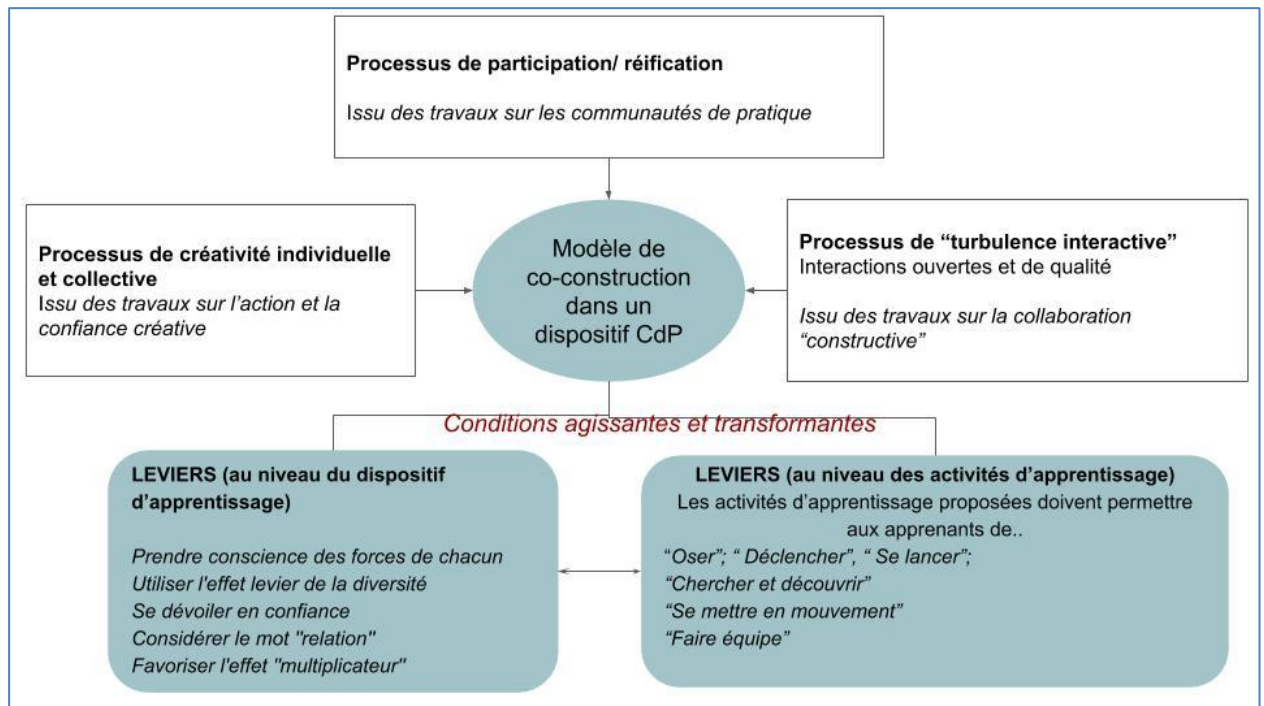 Processus de participation/ réification
Issu des travaux sur les communautés de pratique
Processus de créativité individuelle
et collective
Issu des travaux sur l'action et la
confiance créative
Modèle de
co-construction
dans un
dispositif CdP
Processus de “turbulence interactive”
Interactions ouvertes et de qualité
Issu des travaux sur la collaboration
“constructive”
Conditions agissantes et transformantes
LEVIERS (au niveau du dispositif
d'apprentissage)
Prendre conscience des forces de chacun
Utiliser l'effet levier de la diversité
Se dévoiler en confiance
Considérer le mot "relation"
Favoriser l'effet "multiplicateur"
LEVIERS (au niveau des activités d'apprentissage)
Les activités d'apprentissage proposées doivent permettre
aux apprenants de..
“Oser”; “ Déclencher”, “ Se lancer”;
“Chercher et découvrir”
“Se mettre en mouvement”
“Faire équipe”